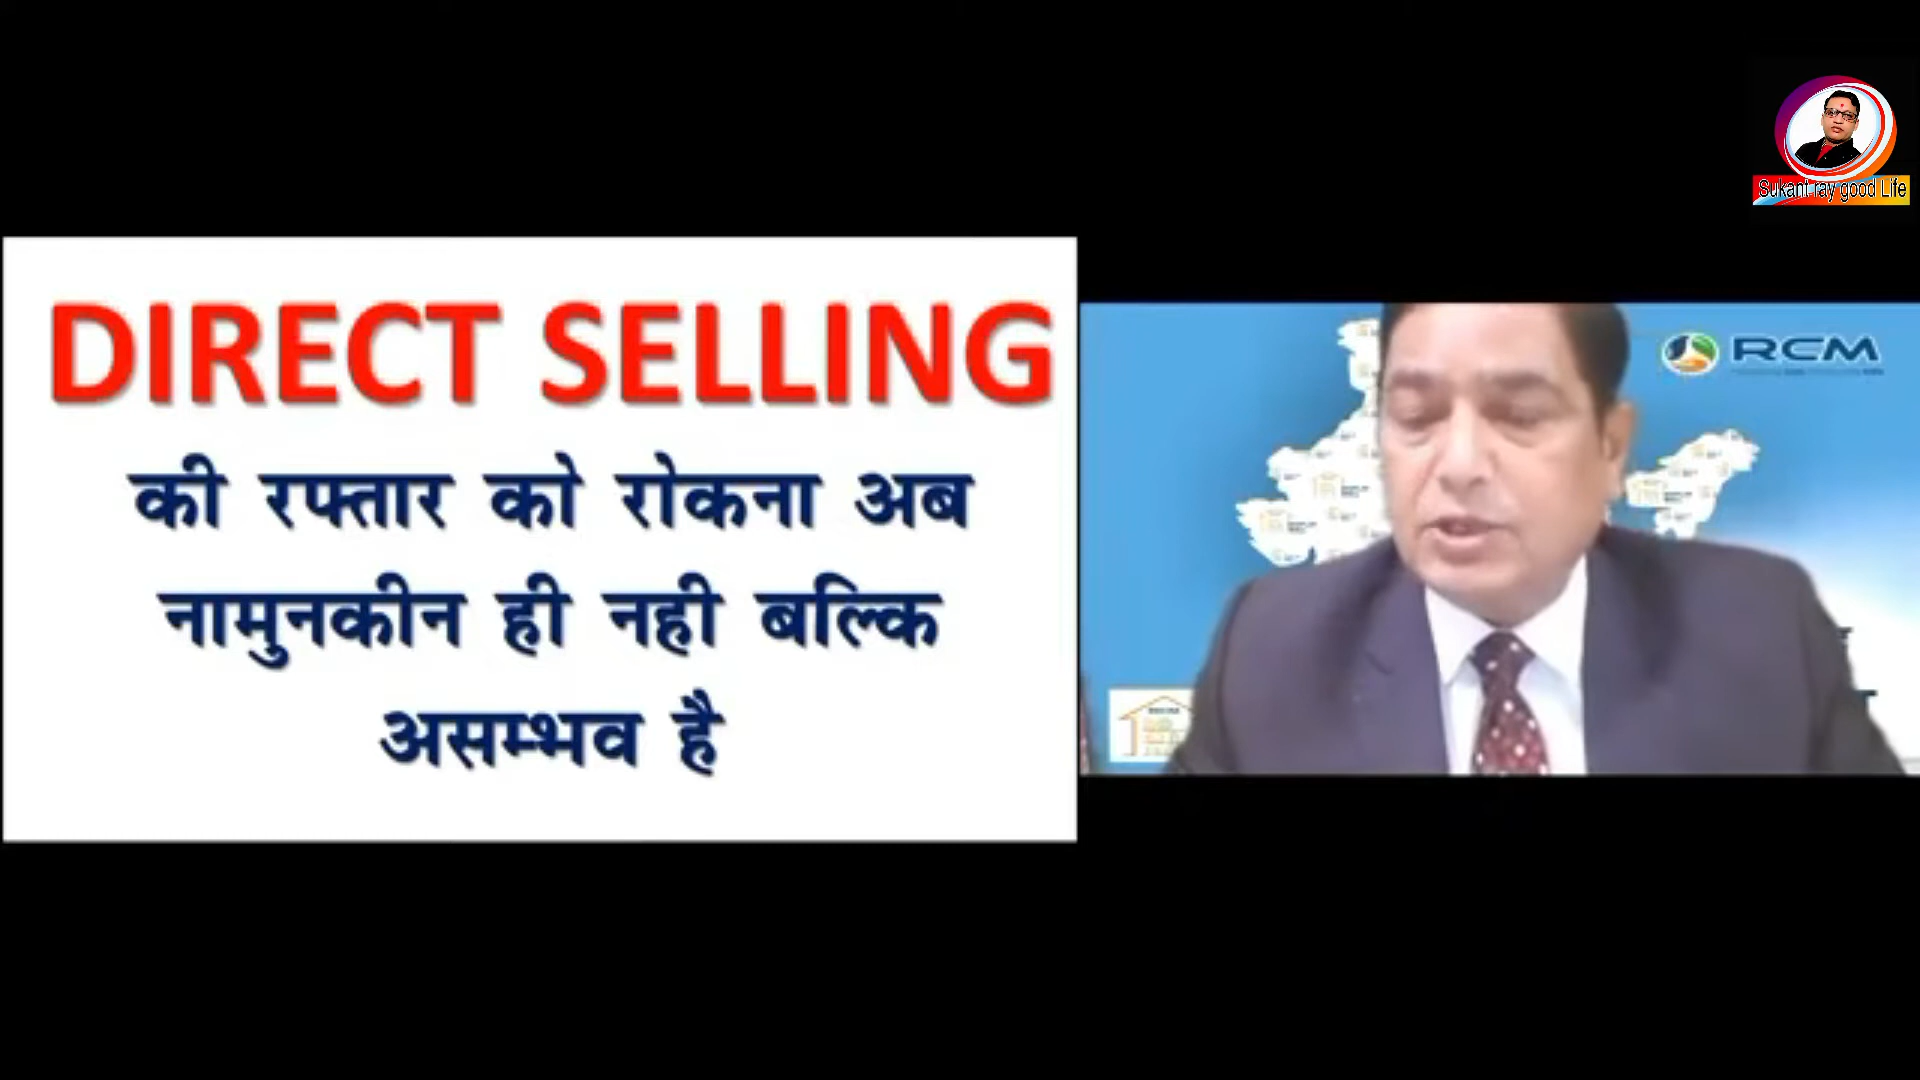 Sukant ray good Life
DIRECT SELLING
की रफ्तार को रोकना अब
नामुनकीन ही नही बल्कि
असम्भव है
RCM